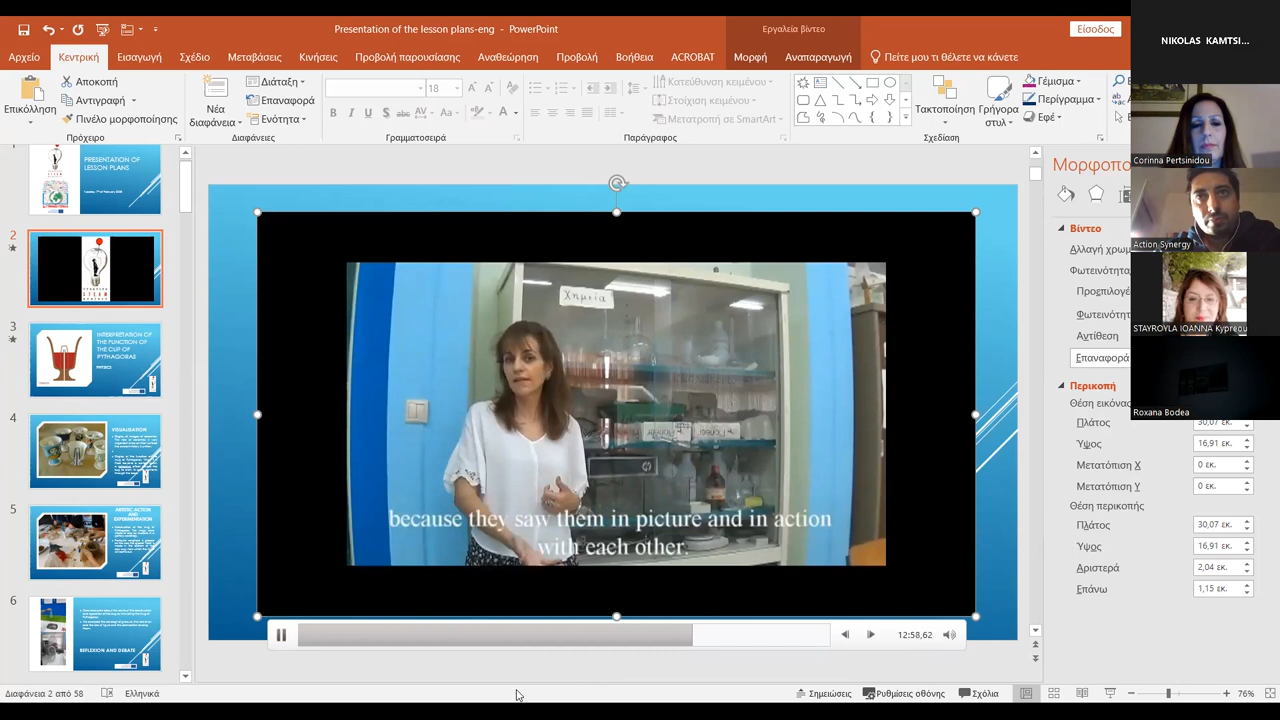 Presentation of the lesson plans-eng - PowerPoint
Εργαλεία βίντεο
Είσοδος
Αρχείο
Κεντρική
Εισαγωγή
Σχέδιο
Μεταβάσεις
Κινήσεις
Προβολή παρουσίασης
Αναθεώρηση
Προβολή
Βοήθεια
ACROBAT
Μορφή
Αναπαραγωγή
Πείτε μου τι θέλετε να κάνετε
Επικόλληση
Αποκοπή
Αντιγραφή
Πινέλο μορφοποίησης
Πρόχειρο
Νέα
διαφάνεια
Διάταξη
Επαναφορά
Ενότητα
Διαφάνειες
18
Γραμματοσειρά
Κατεύθυνση κειμένου
Στοίχιση κειμένου
Μετατροπή σε SmartArt
Παράγραφος
Τακτοποίηση
Γρήγορα
στυλ
Γέμισμα
Περίγραμμα
Εφέ
Σχεδίαση
NIKOLAS KAMTSI...
Corinna Pertsinidou
Action Synergy
STAYROYLA IOANNA Kypreou
Roxana Bodea
PRESENTATION OF
LESSON PLANS
2
3
INTERPRETATION OF
THE FUNCTION OF
THE CUP OF
PYTHAGORAS
PHYSICS
4
VISUALISATION
5
ARTISTIC ACTION
AND
EXPERIMENTATION
6
REFLEXION AND DEBATE
Χημεία
because they saw them in picture and in action
with each other.
12:58,62
Μορφοπο
Βίντεο
Αλλαγή χρωμ
Φωτεινότητ
Προεπιλογέ
Φωτεινότητ
Αντίθεση
Επαναφορά
Περικοπή
Θέση εικόνας
Πλάτος
30,07 εκ.
Ύψος
16,91 εκ.
Μετατόπιση X
0 εκ.
Μετατόπιση Y
0 εκ.
Θέση περικοπής
Πλάτος
30,07 εκ.
Ύψος
16,91 εκ.
Αριστερά
2,04 εκ.
Επάνω
1,15 εκ.
Διαφάνεια 2 από 58
Ελληνικά
Σημειώσεις
Ρυθμίσεις οθόνης
Σχόλια
76%